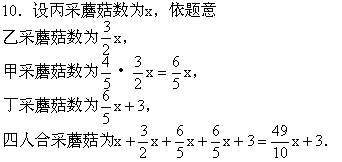 10．设丙采蘑菇数为x，依题意
乙采蘑菇数为3/2x，
甲采蘑菇数为4/5·3/2x=6/5x，
丁采蘑菇数为6/5x+3，
四人合采蘑菇为x+3/2x+6/5x+6/5x+3=49/10x+3．